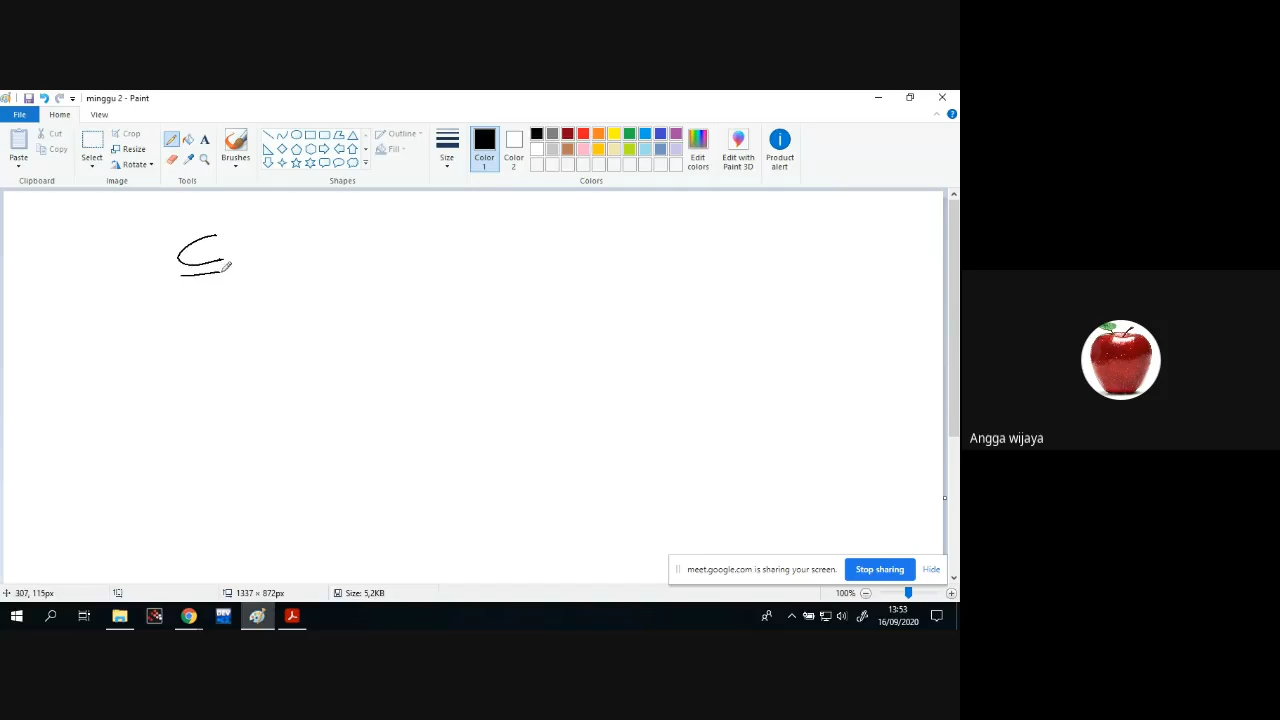 minggu 2 - Paint
File Home View
Paste Cut Copy Clipboard
Select Crop Resize Rotate Image
Tools
Brushes
Outline Fill Shapes
Size
Color 1 Color 2 Edit colors Colors
Edit with Paint 3D
Product alert
⊆
Angga wijaya
meet.google.com is sharing your screen. Stop sharing Hide
307, 115px 1337 × 872px Size: 5,2KB 100%
DEV
13:53
16/09/2020